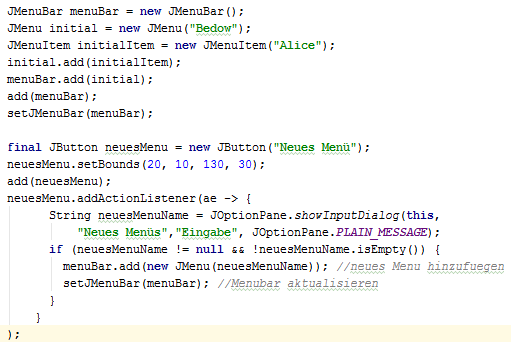 JMenuBar menuBar = new JMenuBar();
JMenu initial = new JMenu("Bedow");
JMenuItem initialItem = new JMenuItem("Alice");
initial.add(initialItem);
menuBar.add(initial);
add(menuBar);
setJMenuBar(menuBar);
final JButton neuesMenu = new JButton("Neues Menü");
neuesMenu.setBounds(20, 10, 130, 30);
add(neuesMenu);
neuesMenu.addActionListener(ae -> {
String neuesMenuName = JOptionPane.showInputDialog(this,
"Neues Menüs","Eingabe", JOptionPane.PLAIN_MESSAGE);
if (neuesMenuName != null && !neuesMenuName.isEmpty()) {
menuBar.add(new JMenu(neuesMenuName)); //neues Menu hinzufuegen
setJMenuBar(menuBar); //Menubar aktualisieren
}
}
);